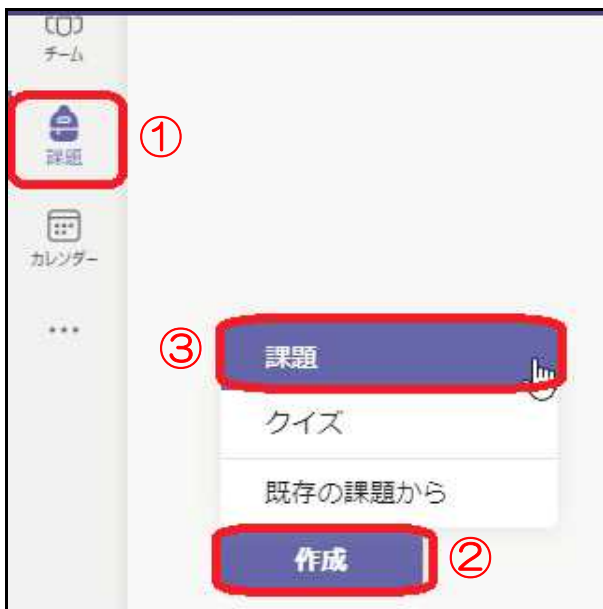 チーム
課題
①
カレンダー
…
③
課題
クイズ
既存の課題から
作成
②